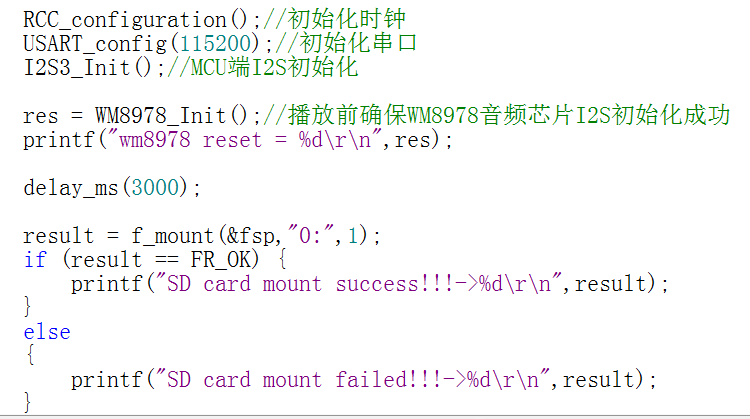 RCC_configuration();//初始化时钟
USART_config(115200);//初始化串口
I2S3_Init();//MCU端I2S初始化
res = WM8978_Init();//播放前确保WM8978音频芯片I2S初始化成功
printf("wm8978 reset = %d\r\n",res);
delay_ms(3000);
result = f_mount(&fsp,"0:",1);
if (result == FR_OK) {
    printf("SD card mount success!!!->%d\r\n",result);
}
else
{
    printf("SD card mount failed!!!->%d\r\n",result);
}